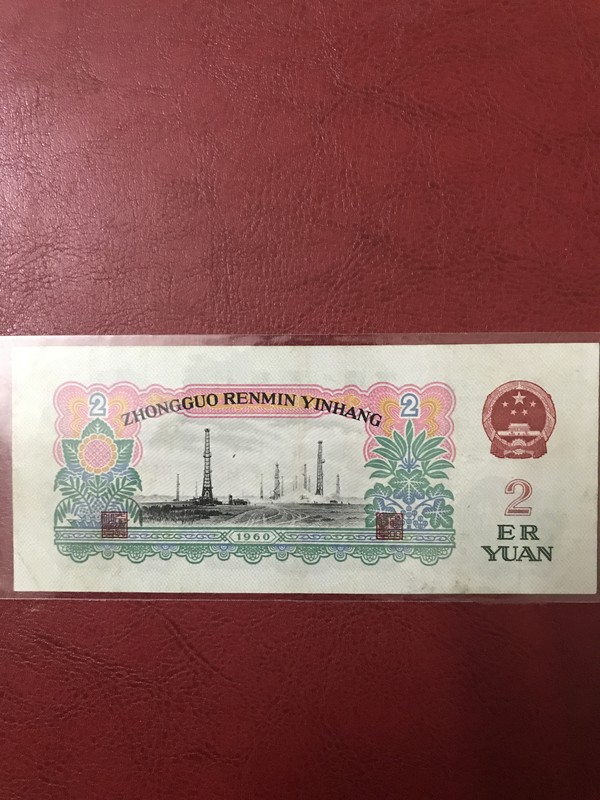 2 ZHONGGUO RENMIN YINHANG 2
1960
2
ER
YUAN